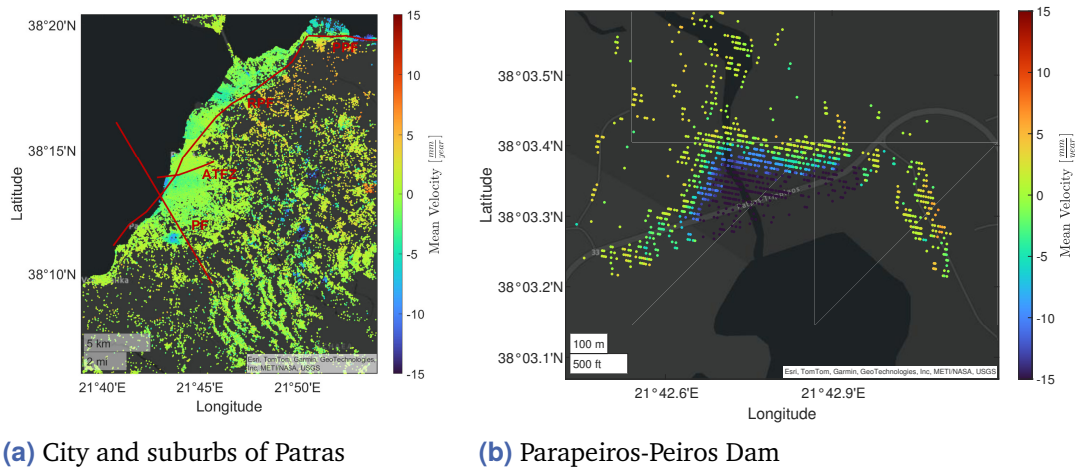 38°20'N
38°15'N
38°10'N
Latitude
21°40'E
21°45'E
21°50'E
Longitude
RPF
ATFZ
PF
5 km
2 mi
Esri, TomTom, Garmin, GeoTechnologies,
Inc, METI/NASA, USGS
15
10
5
0
-5
-10
-15
Mean Velocity [mm/year]
(a) City and suburbs of Patras
38°03.5'N
38°03.4'N
38°03.3'N
38°03.2'N
38°03.1'N
Latitude
21°42.6'E
21°42.9'E
Longitude
33
100 m
500 ft
Esri, TomTom, Garmin, GeoTechnologies, Inc, METI/NASA, USGS
15
10
5
0
-5
-10
-15
Mean Velocity [mm/year]
(b) Parapeiros-Peiros Dam